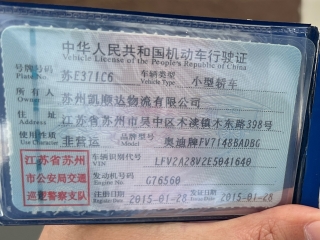 中华人民共和国机动车行驶证
Vehicle License of the People's Republic of China
号牌号码 苏E371C6 车辆类型 小型轿车
Plate No. Vehicle Type
所有人 苏州凯顺达物流有限公司
Owner
住址 江苏省苏州市吴中区木渎镇木东路398号
Address
使用性质 非营运 品牌型号 奥迪牌FV7148BADBG
Use Character Model
江苏省苏州
市公安局交通
巡逻警察支队
车辆识别代号 LFV2A28V2E5041640
VIN
发动机号码 G76560
Engine No.
注册日期 2015-01-28 发证日期 2015-01-28
Register Date Issue Date